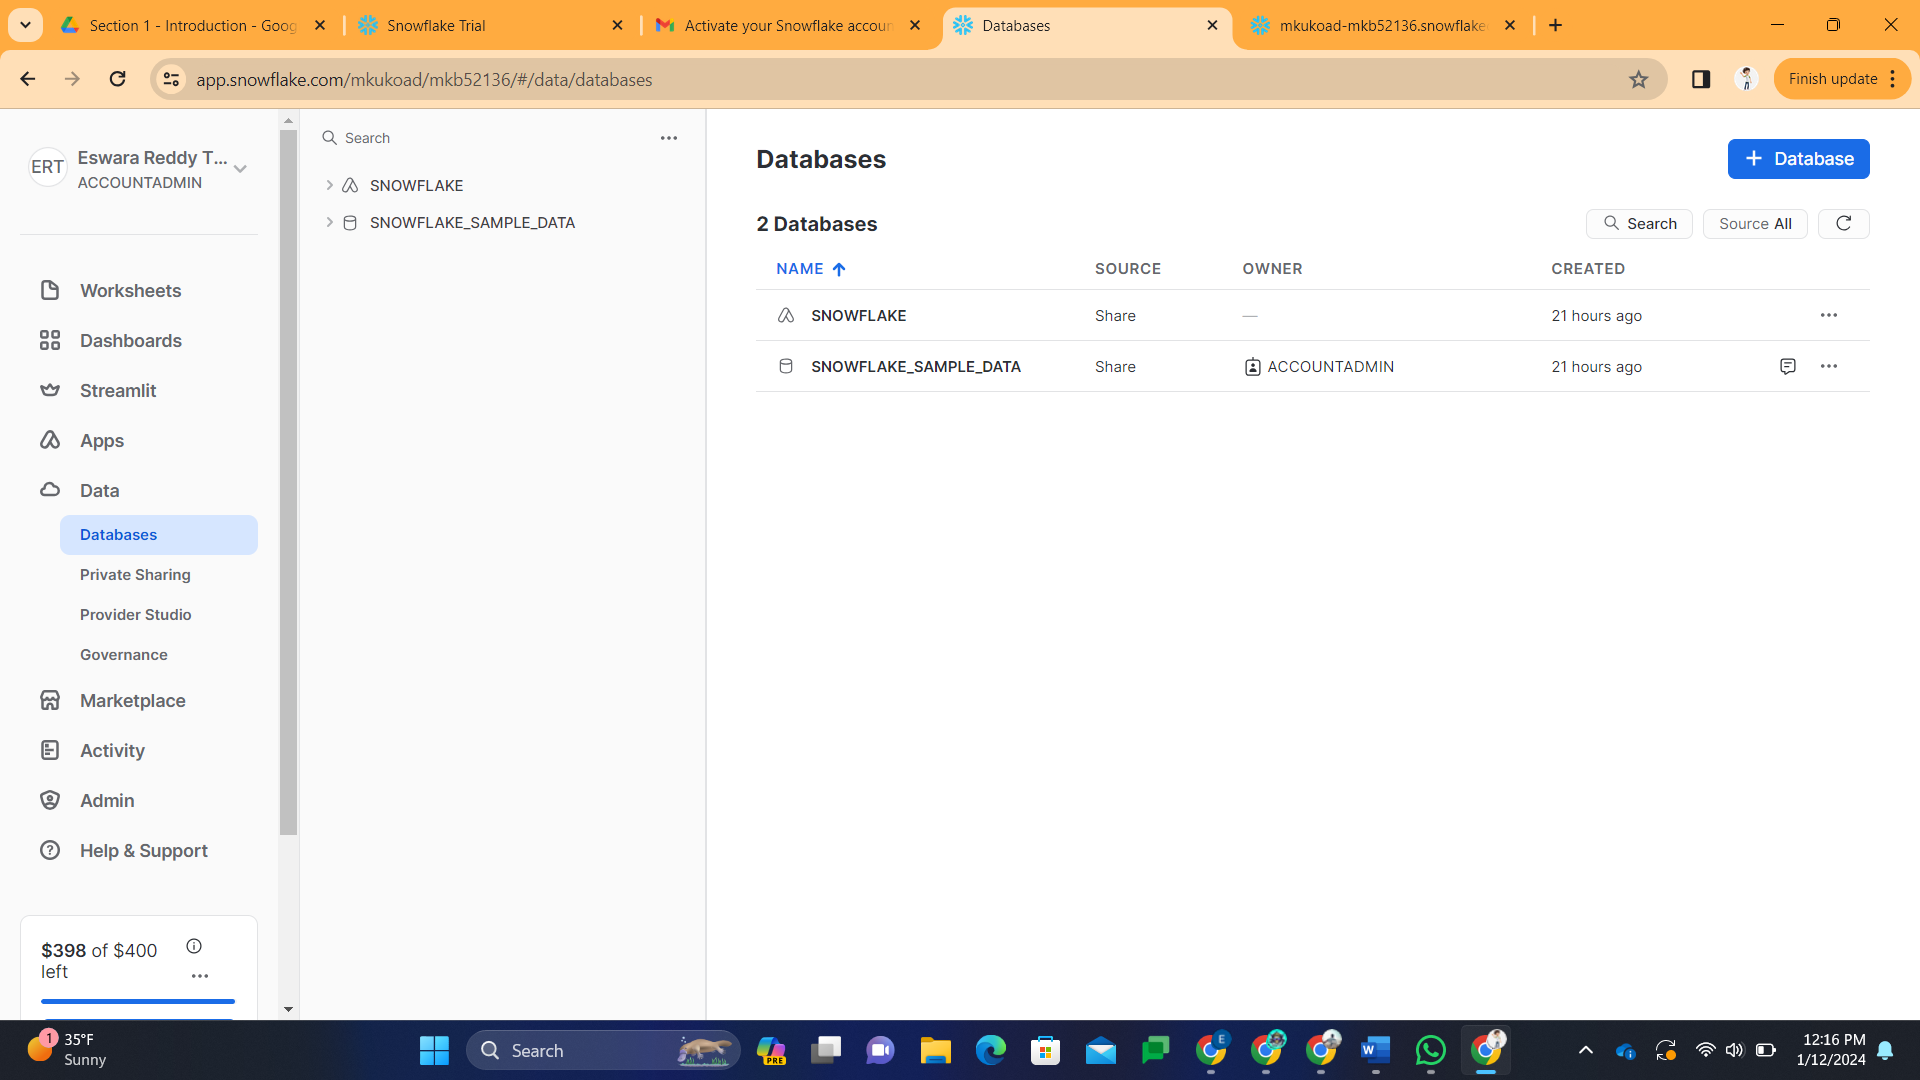 Section 1 - Introduction - Goog
Snowflake Trial
Activate your Snowflake accoun
Databases
mkukoad-mkb52136.snowflake
app.snowflake.com/mkukoad/mkb52136/#/data/databases
Finish update
ERT
Eswara Reddy T...
ACCOUNTADMIN
Worksheets
Dashboards
Streamlit
Apps
Data
Databases
Private Sharing
Provider Studio
Governance
Marketplace
Activity
Admin
Help & Support
$398 of $400
left
Search
SNOWFLAKE
SNOWFLAKE_SAMPLE_DATA
Databases
+ Database
2 Databases
Search
Source All
NAME SOURCE OWNER CREATED
SNOWFLAKE Share — 21 hours ago
SNOWFLAKE_SAMPLE_DATA Share ACCOUNTADMIN 21 hours ago
1
35°F
Sunny
Search
PRE
E
W
12:16 PM
1/12/2024